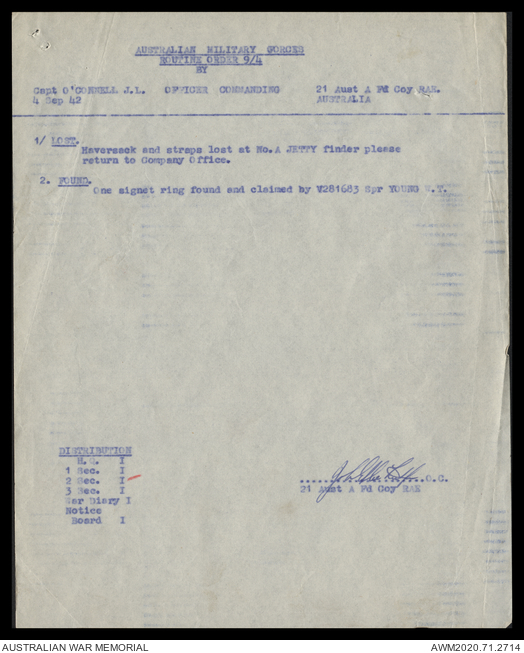 AUSTRALIAN MILITARY FORCES
ROUTINE ORDER 9/4
BY
Capt O'CONNELL J.L. OFFICER COMMANDING 21 Aust A Fd Coy RAE.
4 Sep 42 AUSTRALIA
1/ LOST.
Haversack and straps lost at No.A JETTY finder please
return to Company Office.
2. FOUND.
One signet ring found and claimed by V281683 Spr YOUNG W.T.
DISTRIBUTION
H.Q. I
1 Sec. I
2 Sec. I
3 Sec. I
War Diary I
Notice
Board I
O.C.
21 Aust A Fd Coy RAE
AUSTRALIAN WAR MEMORIAL AWM2020.71.2714